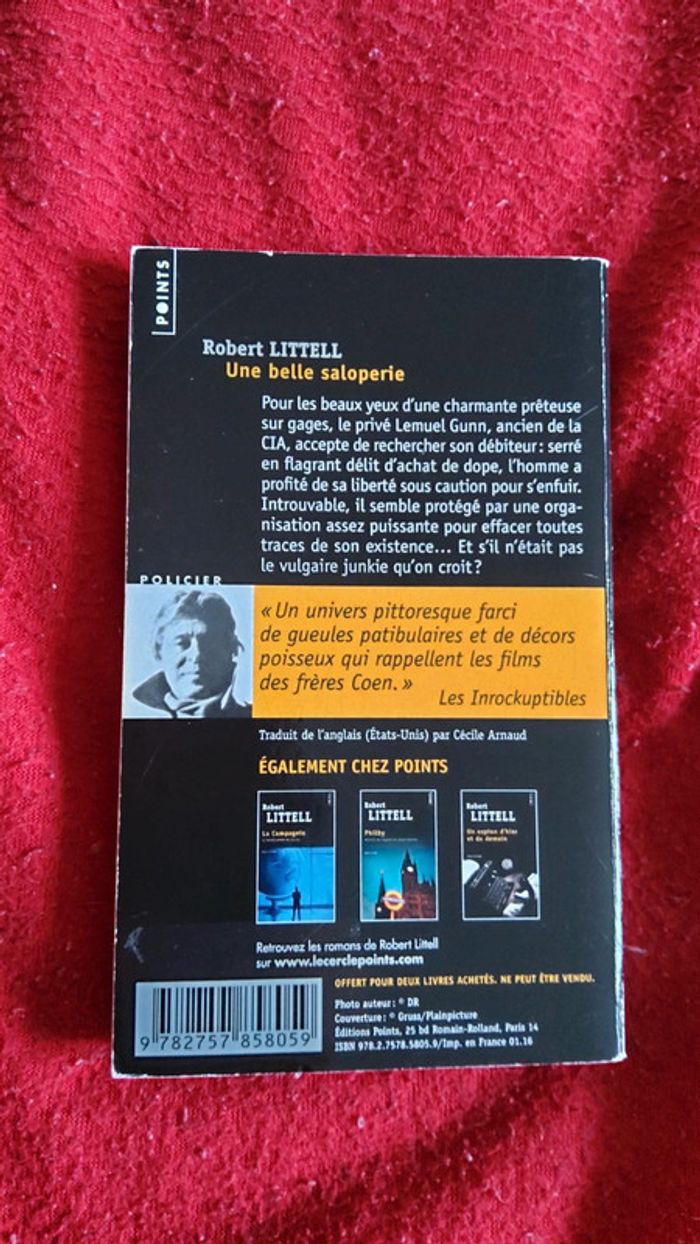 POINTS
Robert LITTELL
Une belle saloperie
Pour les beaux yeux d'une charmante prêteuse
sur gages, le privé Lemuel Gunn, ancien de la
CIA, accepte de rechercher son débiteur : serré
en flagrant délit d'achat de dope, l'homme a
profité de sa liberté sous caution pour s'enfuir.
Introuvable, il semble protégé par une orga-
nisation assez puissante pour effacer toutes
traces de son existence... Et s'il n'était pas
le vulgaire junkie qu'on croit ?
POLICIER
« Un univers pittoresque farci
de gueules patibulaires et de décors
poisseux qui rappellent les films
des frères Coen. »
Les Inrockuptibles
Traduit de l'anglais (États-Unis) par Cécile Arnaud
ÉGALEMENT CHEZ POINTS
Robert
LITTELL
La Compagnie
Robert
LITTELL
Philby
Robert
LITTELL
Un espion d'hier
et de demain
Retrouvez les romans de Robert Littell
sur www.lecerclepoints.com
OFFERT POUR DEUX LIVRES ACHETÉS. NE PEUT ÊTRE VENDU.
Photo auteur : © DR
Couverture : © Gruss/Plainpicture
Éditions Points, 25 bd Romain-Rolland, Paris 14
ISBN 978.2.7578.5805.9/Imp. en France 01.16
9 782757 858059